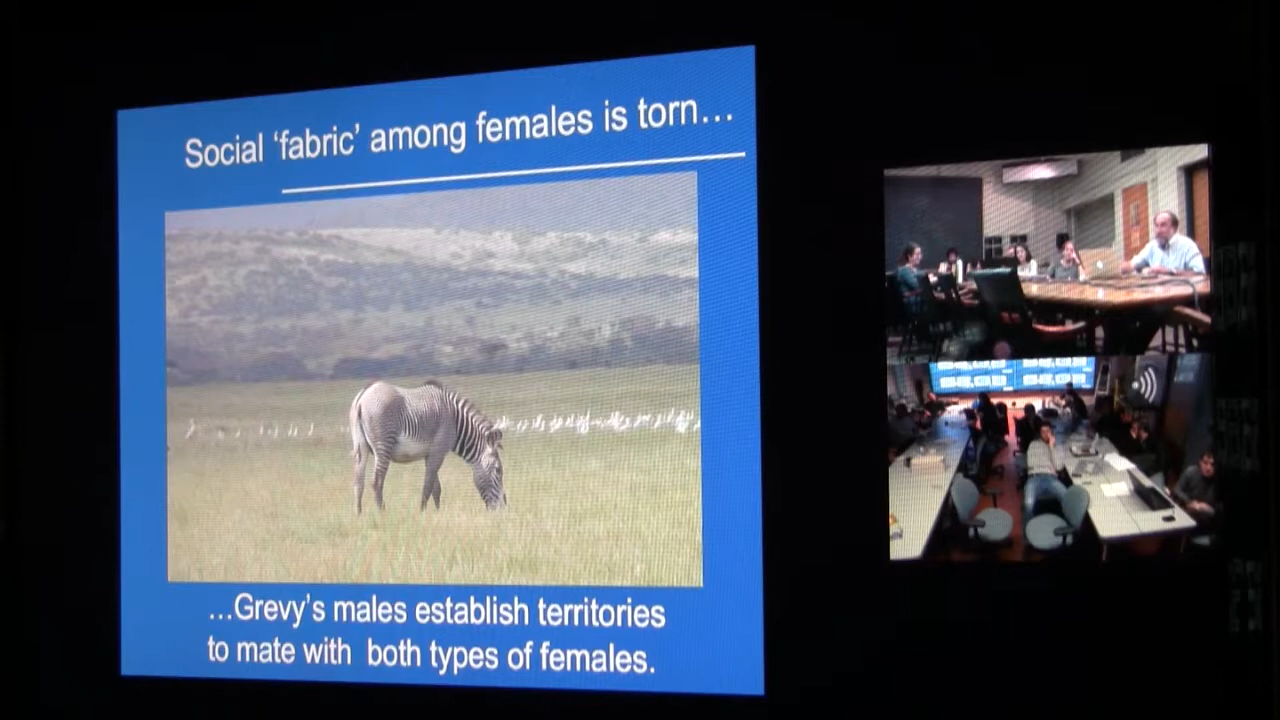 Social ‘fabric’ among females is torn…
…Grevy’s males establish territories
to mate with both types of females.